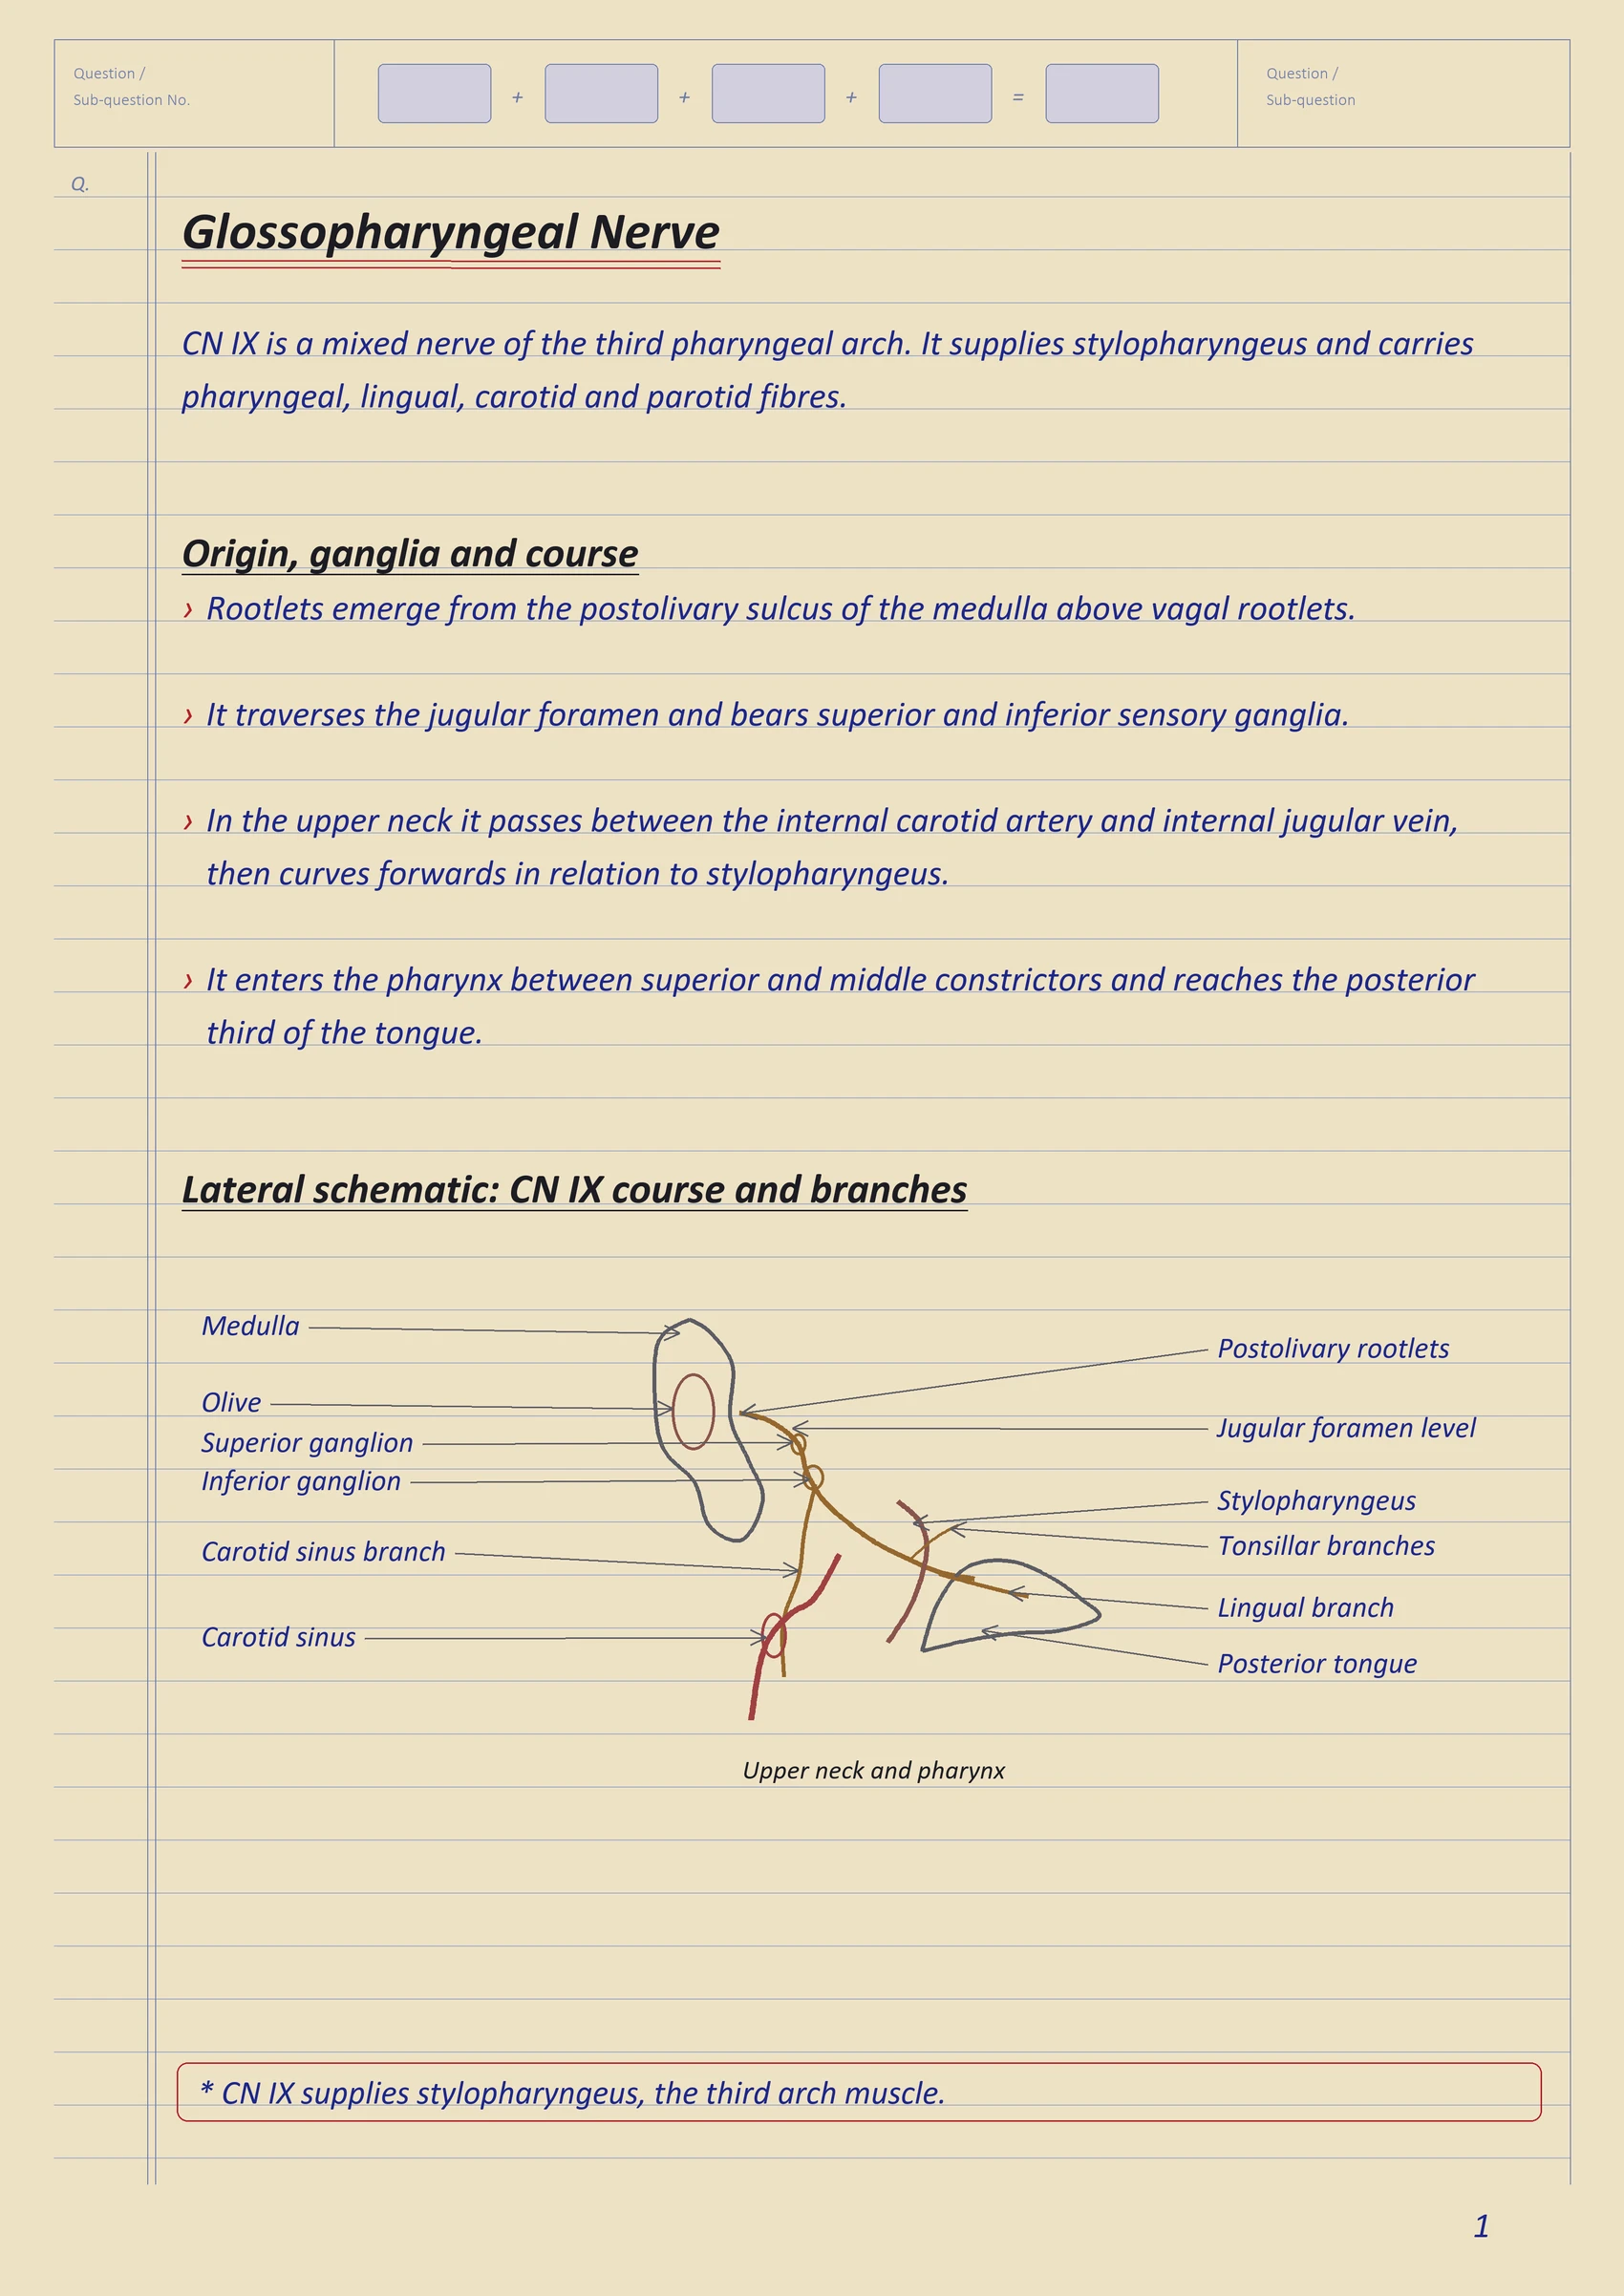 Question /
Sub-question No.
+ + + =
Question /
Sub-question
Q.
Glossopharyngeal Nerve
CN IX is a mixed nerve of the third pharyngeal arch. It supplies stylopharyngeus and carries
pharyngeal, lingual, carotid and parotid fibres.
Origin, ganglia and course
› Rootlets emerge from the postolivary sulcus of the medulla above vagal rootlets.
› It traverses the jugular foramen and bears superior and inferior sensory ganglia.
› In the upper neck it passes between the internal carotid artery and internal jugular vein,
then curves forwards in relation to stylopharyngeus.
› It enters the pharynx between superior and middle constrictors and reaches the posterior
third of the tongue.
Lateral schematic: CN IX course and branches
Medulla
Olive
Superior ganglion
Inferior ganglion
Carotid sinus branch
Carotid sinus
Postolivary rootlets
Jugular foramen level
Stylopharyngeus
Tonsillar branches
Lingual branch
Posterior tongue
Upper neck and pharynx
* CN IX supplies stylopharyngeus, the third arch muscle.
1